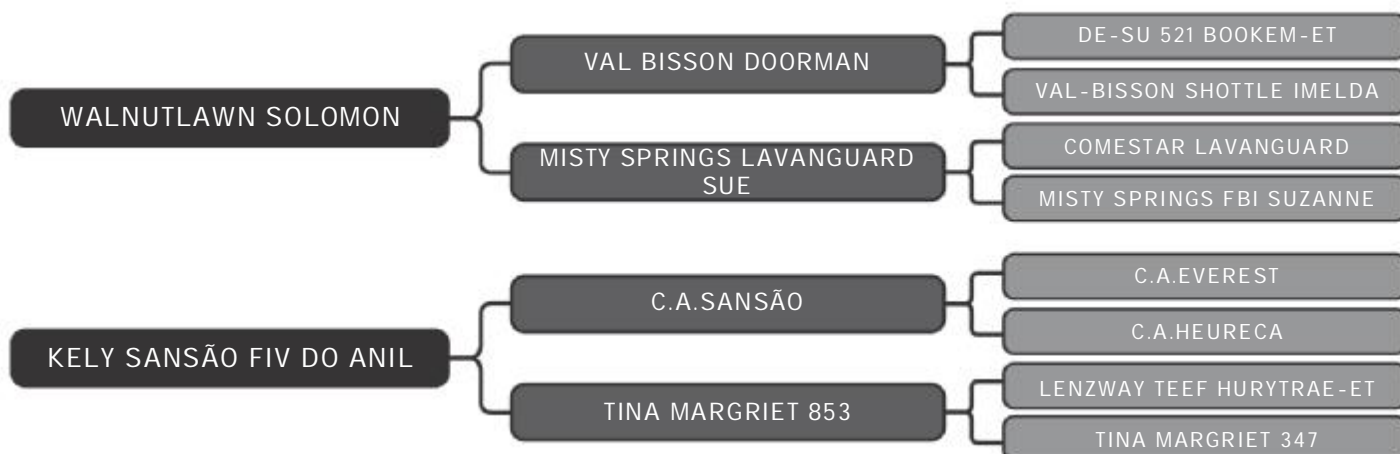 WALNUTLAWN SOLOMON
VAL BISSON DOORMAN
DE-SU 521 BOOKEM-ET
VAL-BISSON SHOTTLE IMELDA
MISTY SPRINGS LAVANGUARD
SUE
COMESTAR LAVANGUARD
MISTY SPRINGS FBI SUZANNE
KELY SANSÃO FIV DO ANIL
C.A.SANSÃO
C.A.EVEREST
C.A.HEURECA
TINA MARGRIET 853
LENZWAY TEEF HURYTRAE-ET
TINA MARGRIET 347